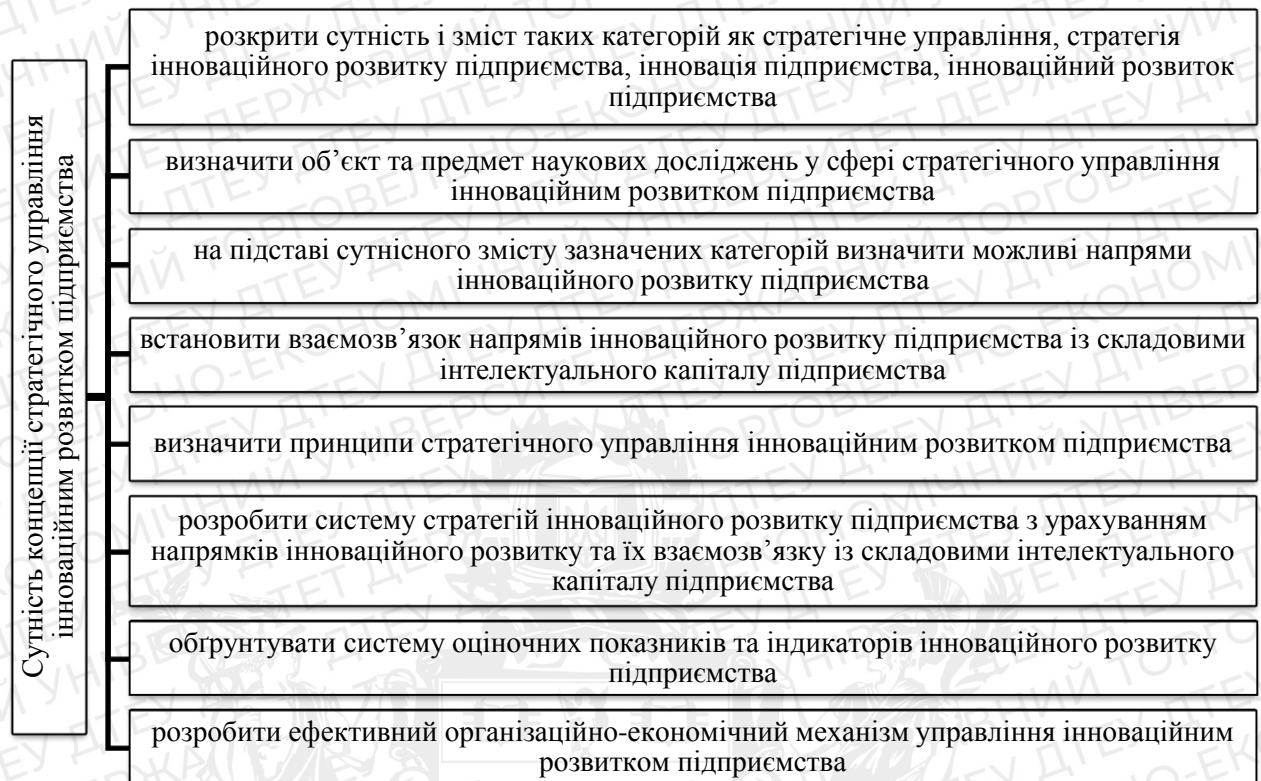 Сутність концепції стратегічного управління
інноваційним розвитком підприємства
розкрити сутність і зміст таких категорій як стратегічне управління, стратегія
інноваційного розвитку підприємства, інновація підприємства, інноваційний розвиток
підприємства
визначити об’єкт та предмет наукових досліджень у сфері стратегічного управління
інноваційним розвитком підприємства
на підставі сутнісного змісту зазначених категорій визначити можливі напрями
інноваційного розвитку підприємства
встановити взаємозв’язок напрямів інноваційного розвитку підприємства із складовими
інтелектуального капіталу підприємства
визначити принципи стратегічного управління інноваційним розвитком підприємства
розробити систему стратегій інноваційного розвитку підприємства з урахуванням
напрямків інноваційного розвитку та їх взаємозв’язку із складовими інтелектуального
капіталу підприємства
обґрунтувати систему оціночних показників та індикаторів інноваційного розвитку
підприємства
розробити ефективний організаційно-економічний механізм управління інноваційним
розвитком підприємства